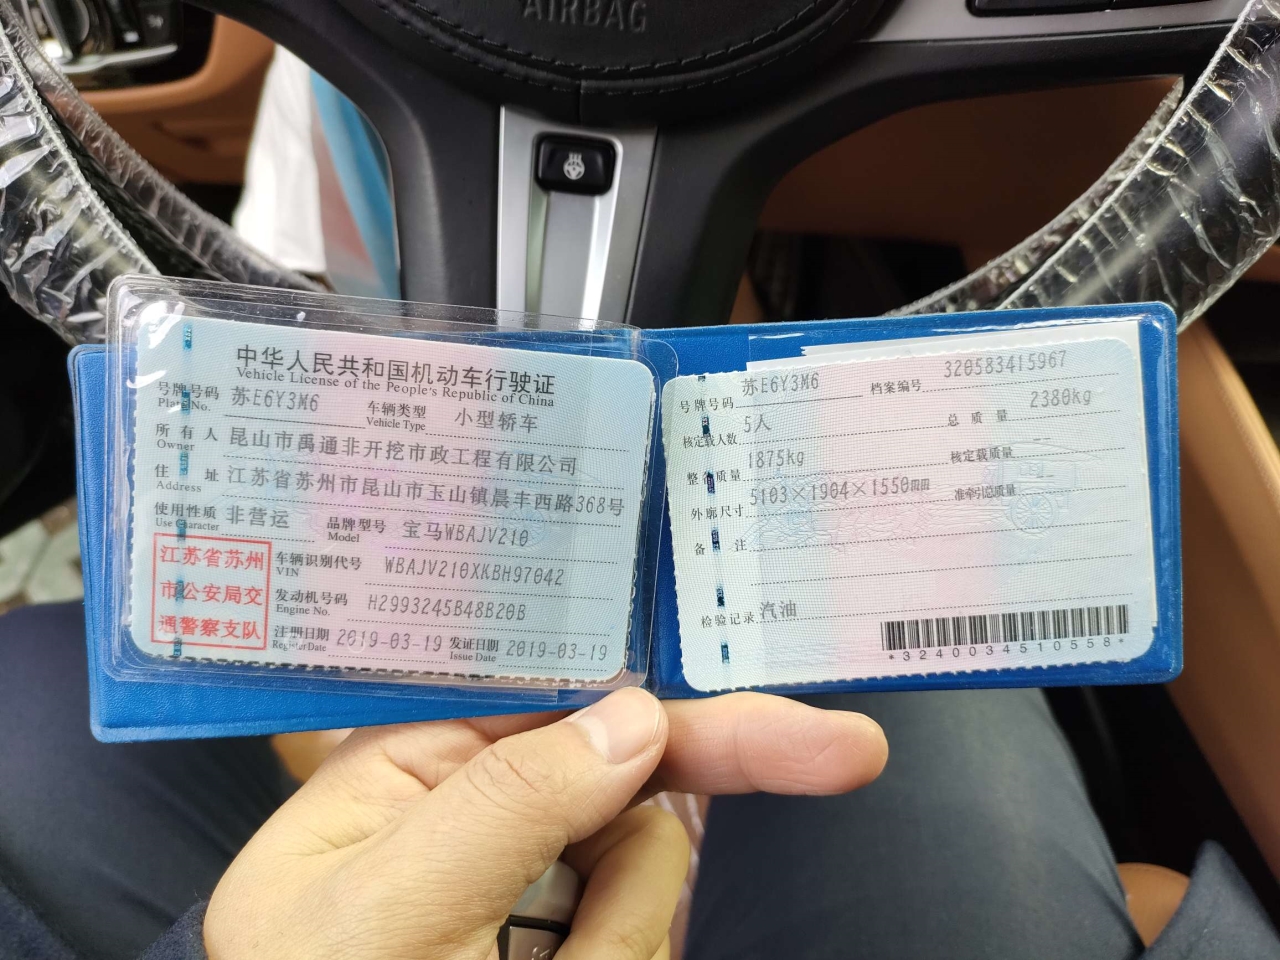 AIRBAG
中华人民共和国机动车行驶证
Vehicle License of the People's Republic of China
号牌号码 苏E6Y3M6 车辆类型 小型轿车
Plate No. Vehicle Type
所有人 昆山市禹通非开挖市政工程有限公司
Owner
住址 江苏省苏州市昆山市玉山镇晨丰西路368号
Address
使用性质 非营运 品牌型号 宝马WBAJV210
Use Character Model
江苏省苏州
市公安局交
通警察支队
车辆识别代号 WBAJV210XKBH97042
VIN
发动机号码 H2993245B48B20B
Engine No.
注册日期 2019-03-19 发证日期 2019-03-19
Register Date Issue Date
号牌号码 苏E6Y3M6 档案编号 320583415967
核定载人数 5人 总质量 2380kg
整备质量 1875kg 核定载质量 --
外廓尺寸 5103×1904×1550mm 准牵引总质量 --
备注
检验记录 汽油
*3240034510558*